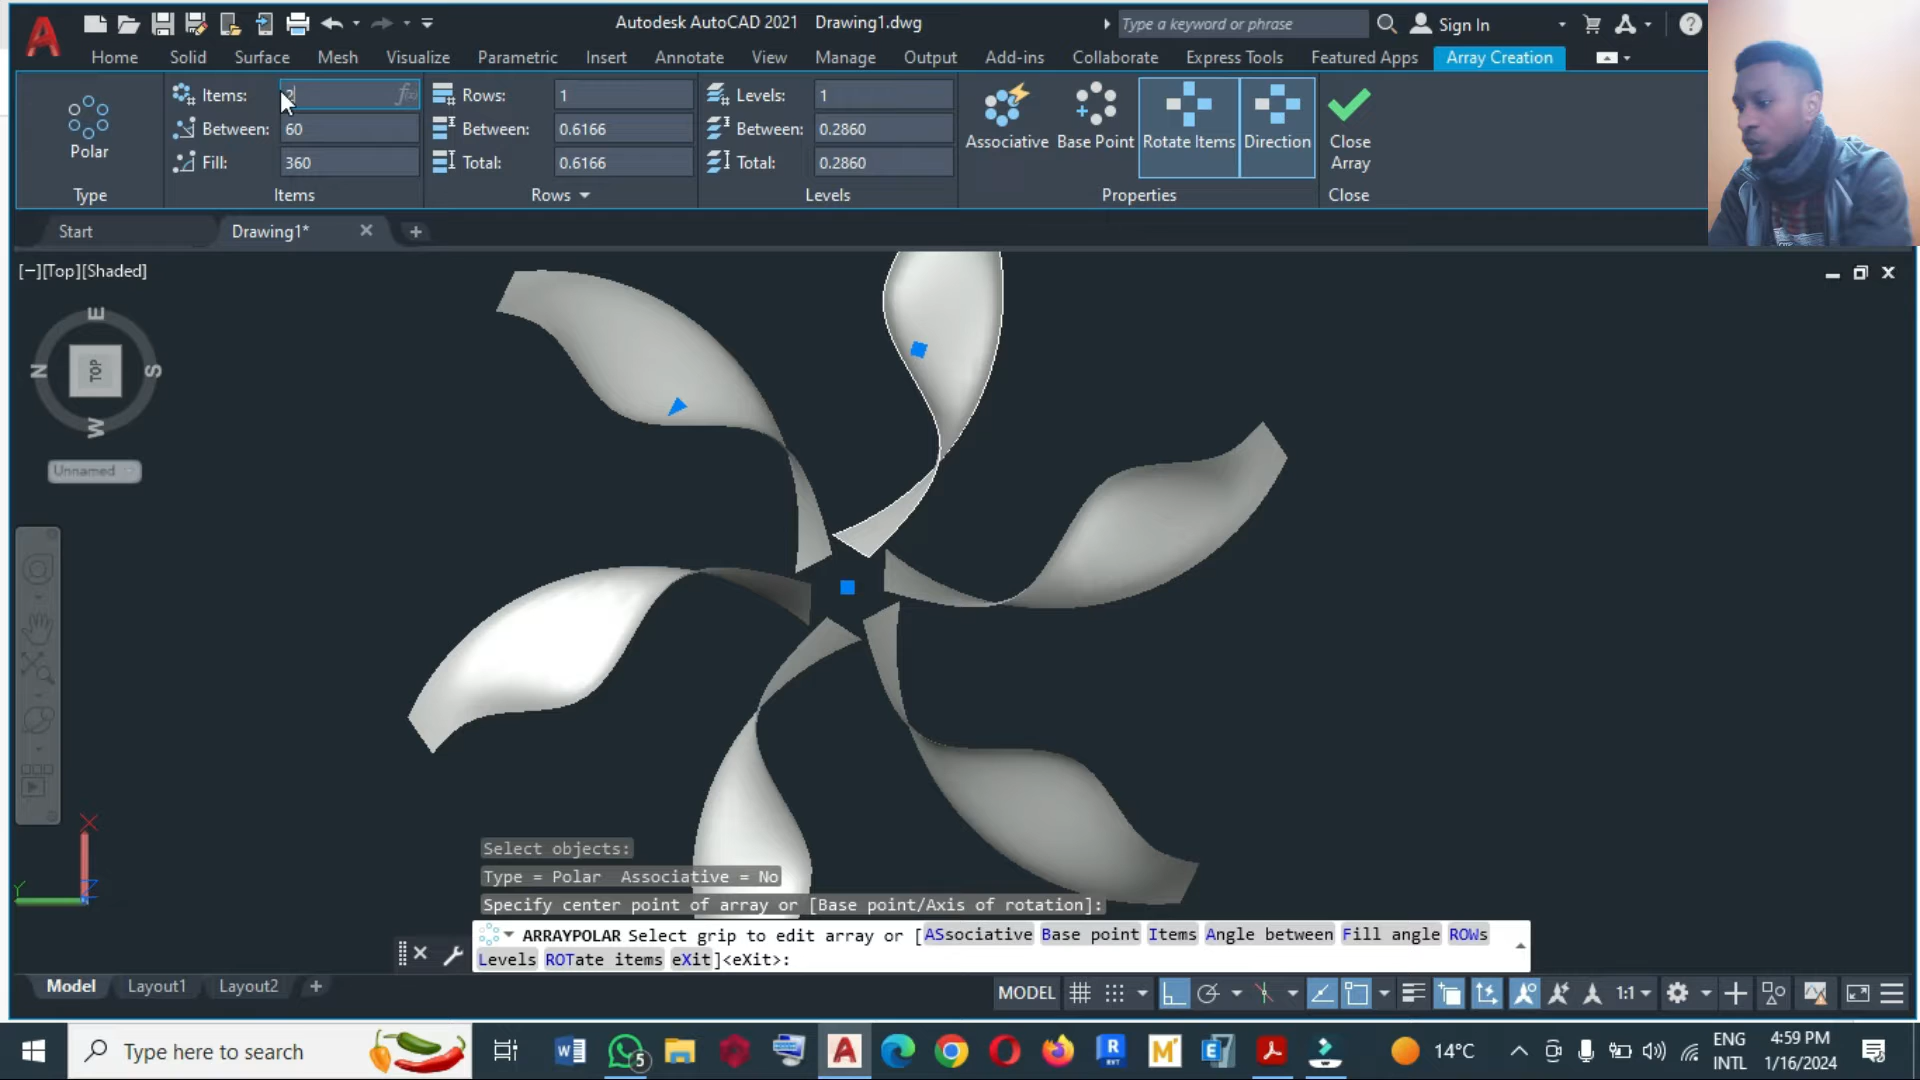 Autodesk AutoCAD 2021 Drawing1.dwg
Type a keyword or phrase
Sign In
Home Solid Surface Mesh Visualize Parametric Insert Annotate View Manage Output Add-ins Collaborate Express Tools Featured Apps Array Creation
Polar
Type
Items:
Between: 60
Fill: 360
Items
Rows: 1
Between: 0.6166
Total: 0.6166
Rows
Levels: 1
Between: 0.2860
Total: 0.2860
Levels
Associative Base Point Rotate Items Direction
Properties
Close Array
Close
Start Drawing1*
[−][Top][Shaded]
E
N TOP S
W
Unnamed
X
Y Z
Select objects:
Type = Polar Associative = No
Specify center point of array or [Base point/Axis of rotation]:
ARRAYPOLAR Select grip to edit array or [ASsociative Base point Items Angle between Fill angle ROWs
Levels ROTate items eXit]<eXit>:
Model Layout1 Layout2
MODEL 1:1
Type here to search
5
14°C
ENG
INTL
4:59 PM
1/16/2024